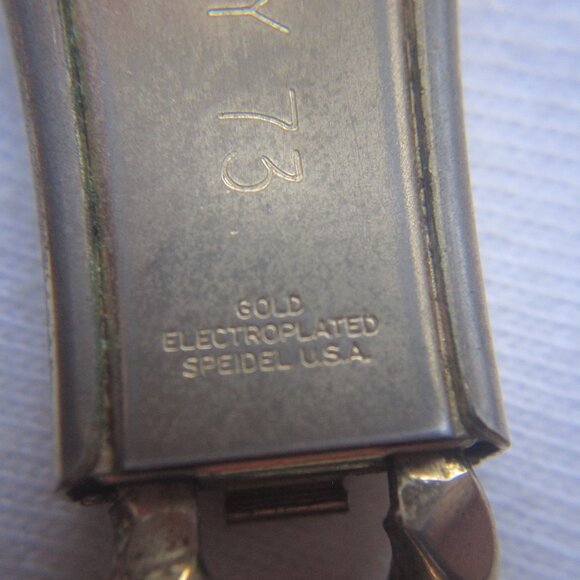 Y 73
GOLD
ELECTROPLATED
SPEIDEL U.S.A.